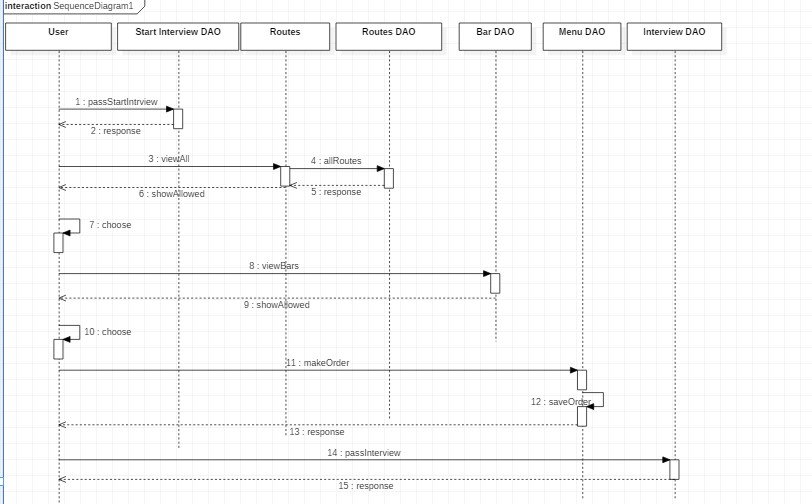 interaction SequenceDiagram1
User
Start Interview DAO
Routes
Routes DAO
Bar DAO
Menu DAO
Interview DAO
1 : passStartIntrview
2 : response
3 : viewAll
4 : allRoutes
5 : response
6 : showAllowed
7 : choose
8 : viewBars
9 : showAllowed
10 : choose
11 : makeOrder
12 : saveOrder
13 : response
14 : passInterview
15 : response